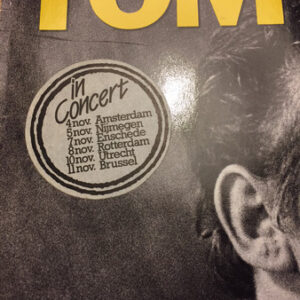 TOM
in
Concert
4 nov. Amsterdam
5 nov. Nijmegen
7 nov. Enschede
8 nov. Rotterdam
10 nov. Utrecht
11 nov. Brussel